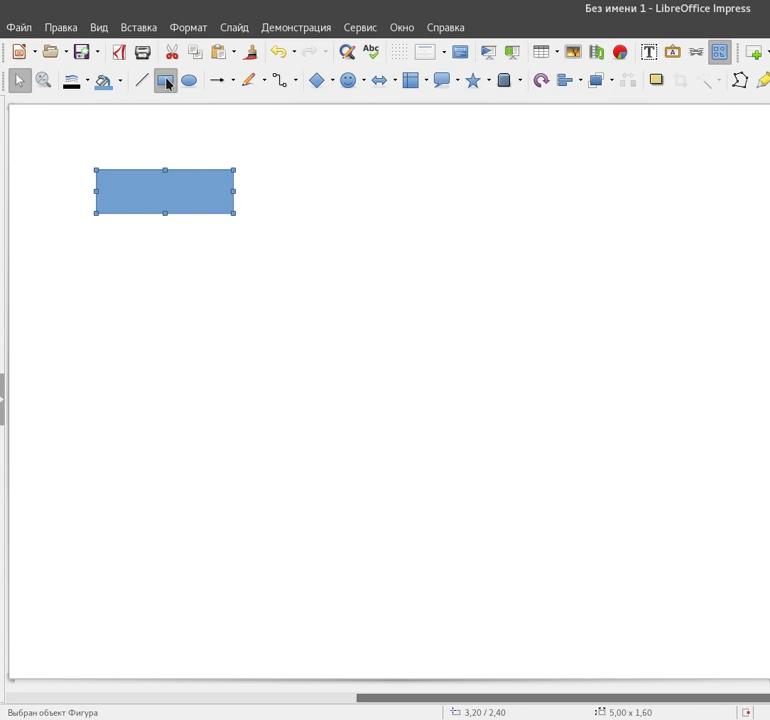 Без имени 1 - LibreOffice Impress
Файл Правка Вид Вставка Формат Слайд Демонстрация Сервис Окно Справка
Abc
T A
Выбран объект Фигура 3,20 / 2,40 5,00 x 1,60